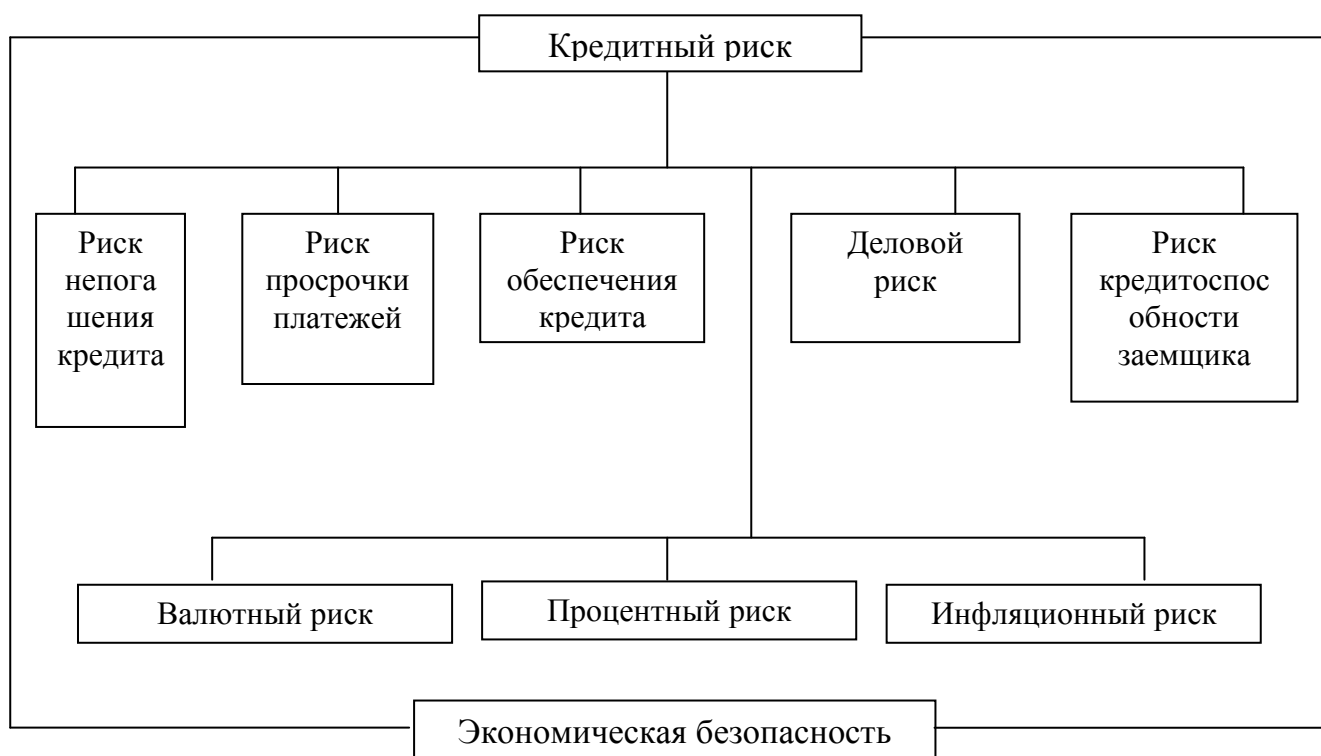 Кредитный риск
Риск
непога
шения
кредита
Риск
просрочки
платежей
Риск
обеспечения
кредита
Деловой
риск
Риск
кредитоспос
обности
заемщика
Валютный риск
Процентный риск
Инфляционный риск
Экономическая безопасность